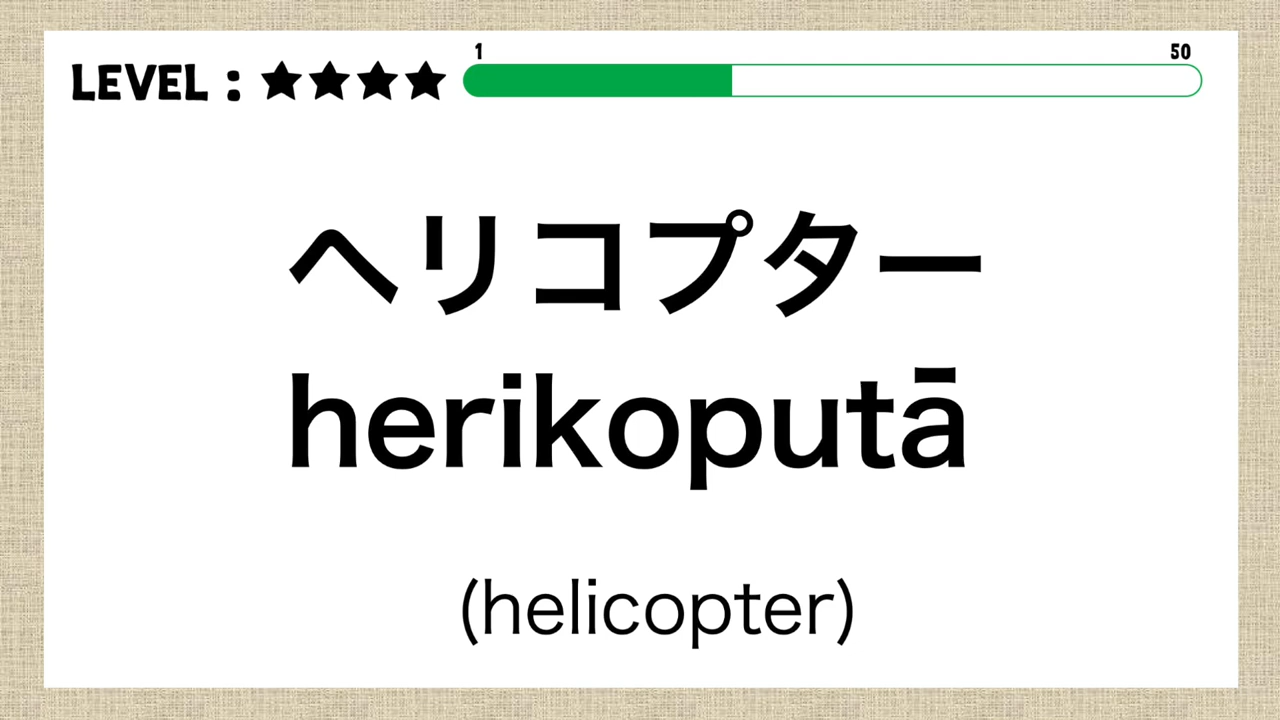 LEVEL : ★★★★
1 50
ヘリコプター
herikoputā
(helicopter)